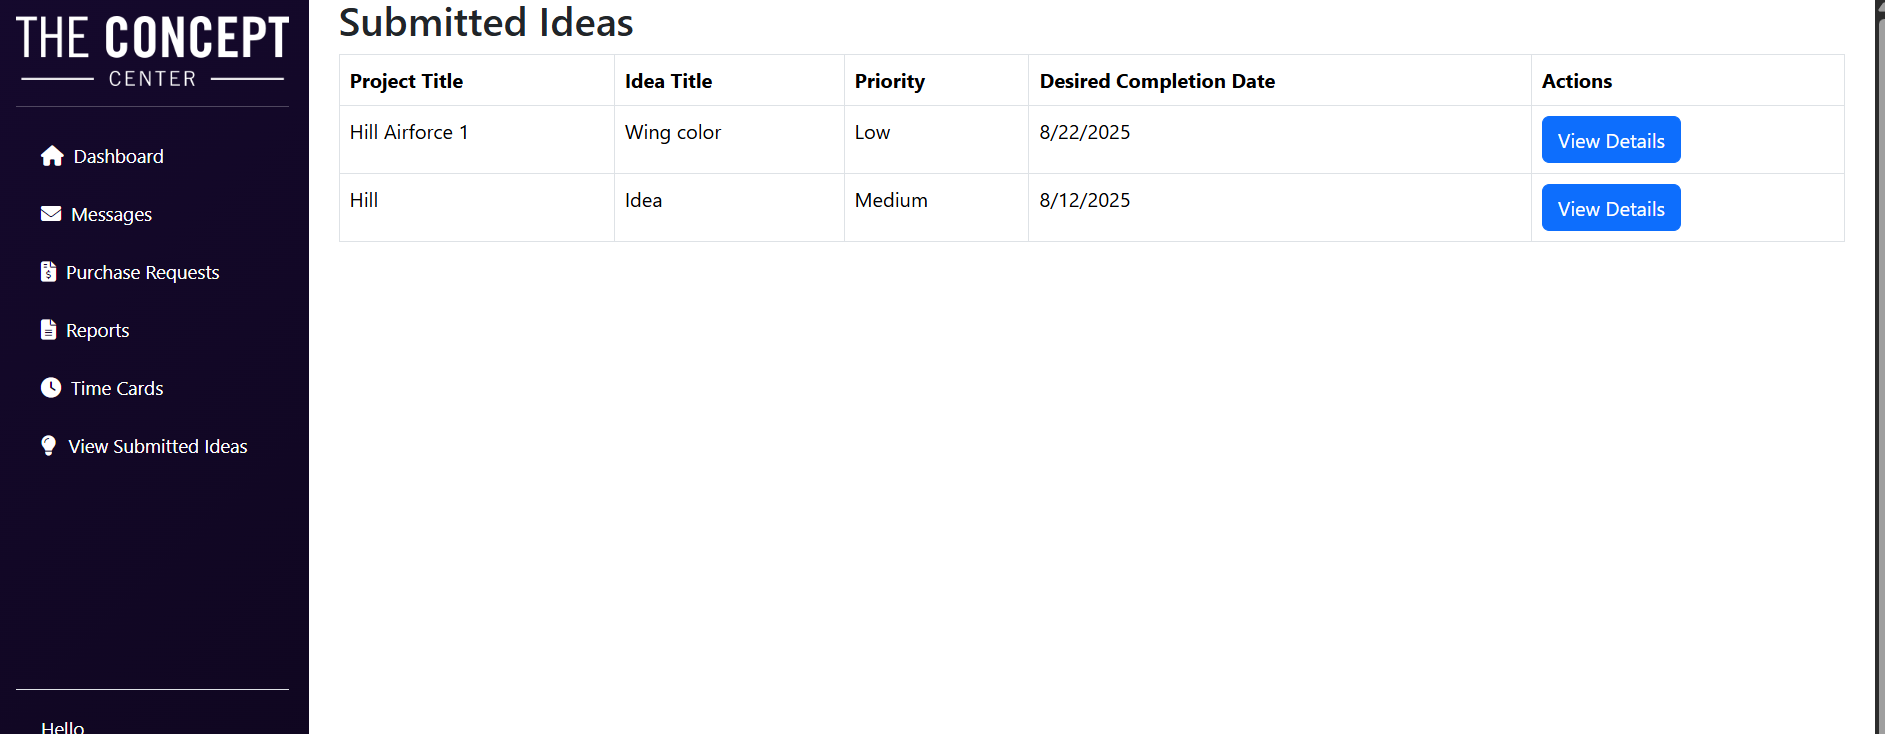 THE CONCEPT
CENTER
Dashboard
Messages
Purchase Requests
Reports
Time Cards
View Submitted Ideas
Hello
Submitted Ideas
Project Title Idea Title Priority Desired Completion Date Actions
Hill Airforce 1 Wing color Low 8/22/2025 View Details
Hill Idea Medium 8/12/2025 View Details